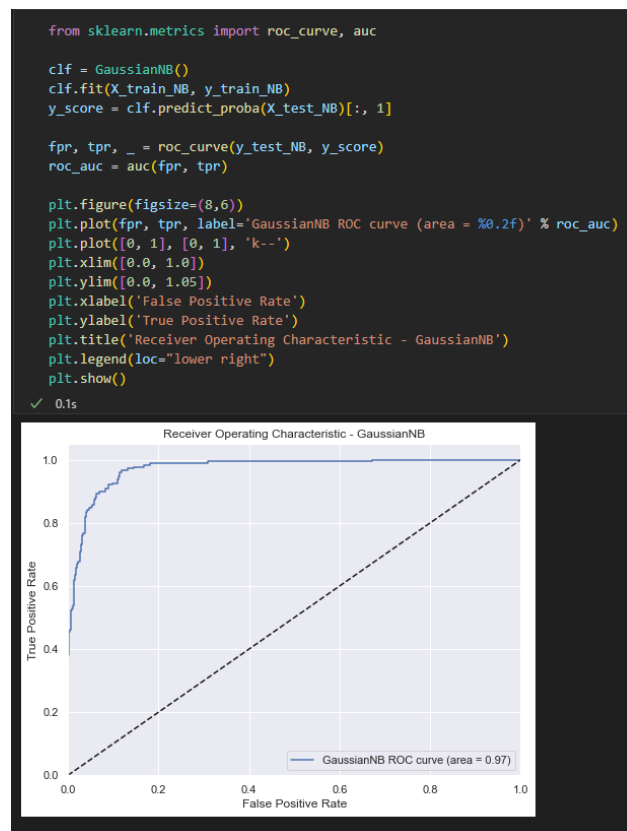 from sklearn.metrics import roc_curve, auc
clf = GaussianNB()
clf.fit(X_train_NB, y_train_NB)
y_score = clf.predict_proba(X_test_NB)[:, 1]
fpr, tpr, _ = roc_curve(y_test_NB, y_score)
roc_auc = auc(fpr, tpr)
plt.figure(figsize=(8,6))
plt.plot(fpr, tpr, label='GaussianNB ROC curve (area = %0.2f)' % roc_auc)
plt.plot([0, 1], [0, 1], 'k--')
plt.xlim([0.0, 1.0])
plt.ylim([0.0, 1.05])
plt.xlabel('False Positive Rate')
plt.ylabel('True Positive Rate')
plt.title('Receiver Operating Characteristic - GaussianNB')
plt.legend(loc="lower right")
plt.show()
✓ 0.1s
Receiver Operating Characteristic - GaussianNB
True Positive Rate
1.0
0.8
0.6
0.4
0.2
0.0
GaussianNB ROC curve (area = 0.97)
0.0 0.2 0.4 0.6 0.8 1.0
False Positive Rate